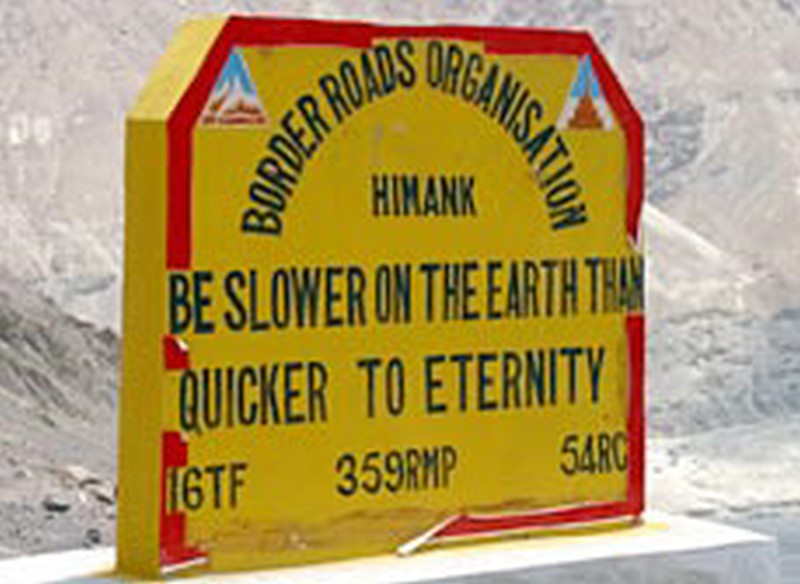 BORDER ROADS ORGANISATION
HIMANK
BE SLOWER ON THE EARTH THAN
QUICKER TO ETERNITY
16TF 359RMP 54RC